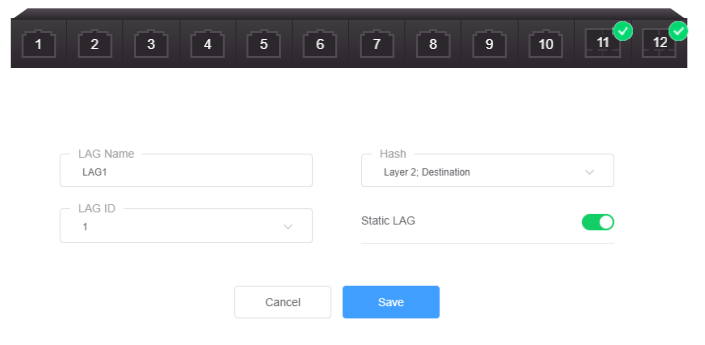 1 2 3 4 5 6 7 8 9 10 11 12
LAG Name
LAG1
Hash
Layer 2; Destination
LAG ID
1
Static LAG
Cancel
Save